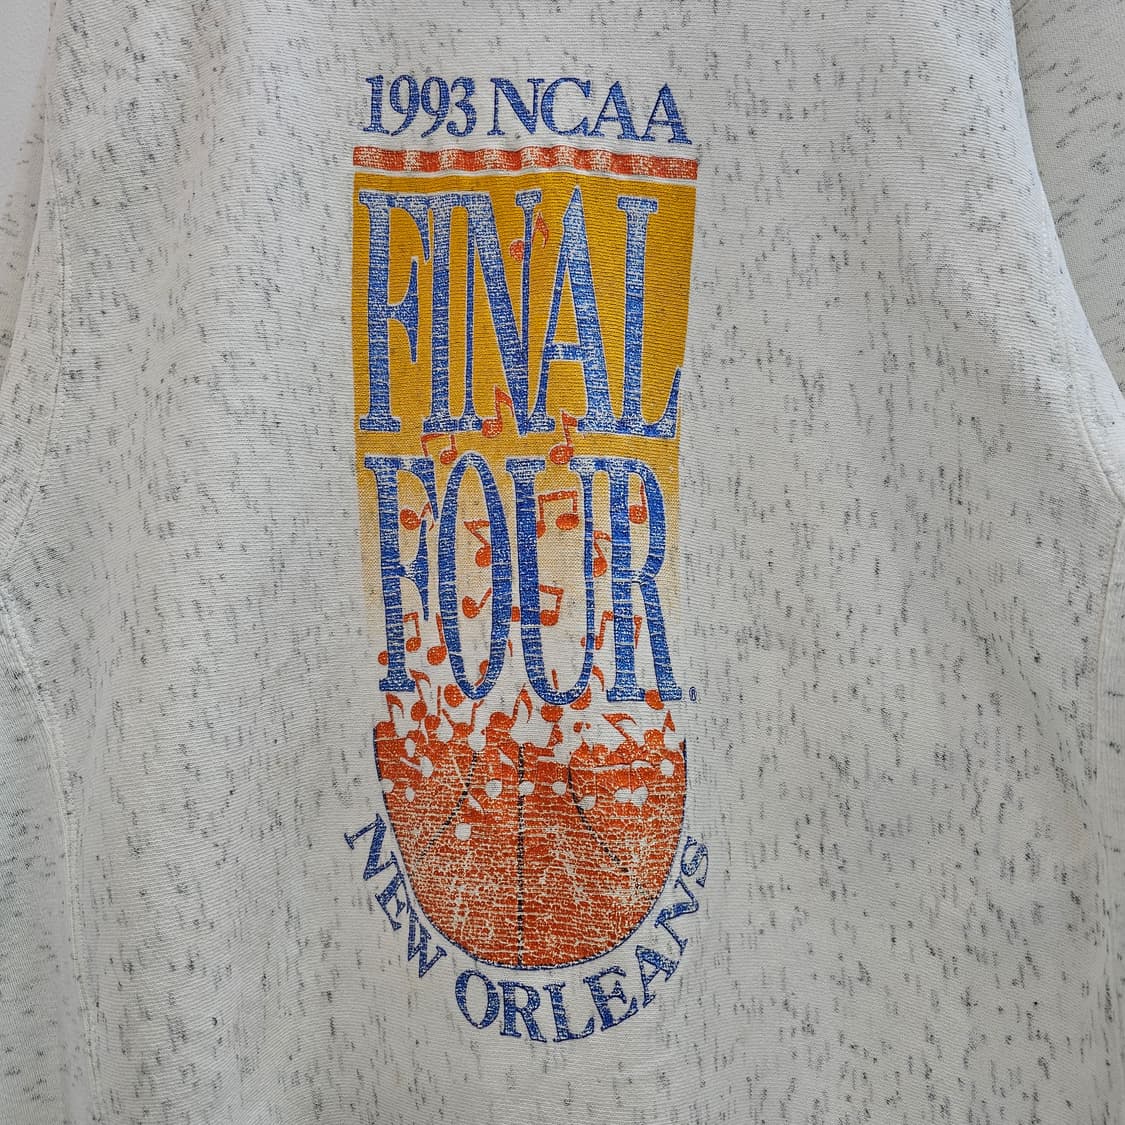 1993 NCAA
FINAL
FOUR®
NEW ORLEANS